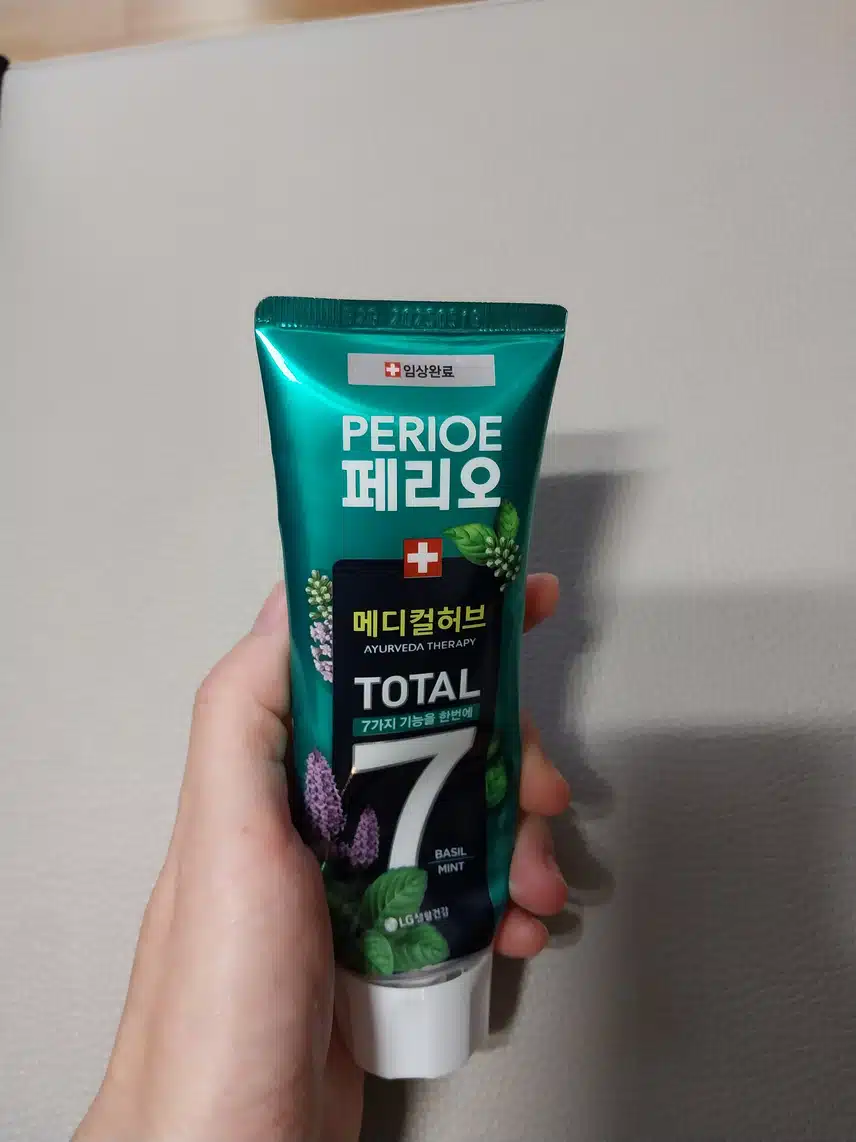 임상완료
PERIOE
페리오
메디컬허브
AYURVEDA THERAPY
TOTAL
7가지 기능을 한번에
7
BASIL
MINT
LG생활건강